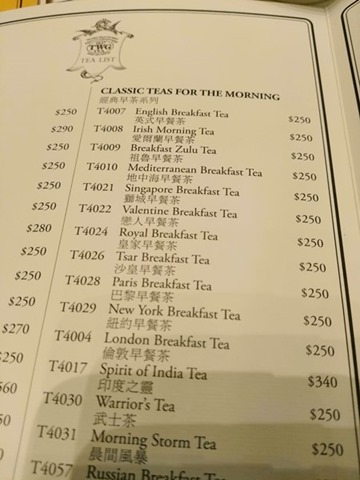 TWG
TEA LIST
CLASSIC TEAS FOR THE MORNING
經典早茶系列
$250 T4007 English Breakfast Tea $250
英式早餐茶
$290 T4008 Irish Morning Tea $250
愛爾蘭早餐茶
$250 T4009 Breakfast Zulu Tea $250
祖魯早餐茶
$250 T4010 Mediterranean Breakfast Tea $250
地中海早餐茶
$250 T4021 Singapore Breakfast Tea $250
獅城早餐茶
$250 T4022 Valentine Breakfast Tea $250
戀人早餐茶
$280 T4024 Royal Breakfast Tea $250
皇家早餐茶
$250 T4026 Tsar Breakfast Tea $250
沙皇早餐茶
$250 T4028 Paris Breakfast Tea $250
巴黎早餐茶
$250 T4029 New York Breakfast Tea $250
紐約早餐茶
$270 T4004 London Breakfast Tea $250
倫敦早餐茶
$250 T4017 Spirit of India Tea $340
印度之靈
T4030 Warrior's Tea $250
武士茶
$250 T4031 Morning Storm Tea $250
晨間風暴
T4057 Russian Breakfast Tea